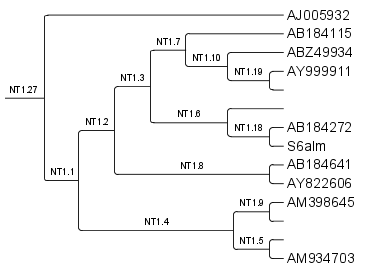 AJ005932
NT1.7
AB184115
NT1.10
ABZ49934
NT1.3
NT1.19
AY999911
NT1.27
NT1.6
NT1.2
NT1.18
AB184272
S6alm
NT1.8
AB184641
NT1.1
AY822606
NT1.9
AM398645
NT1.4
NT1.5
AM934703